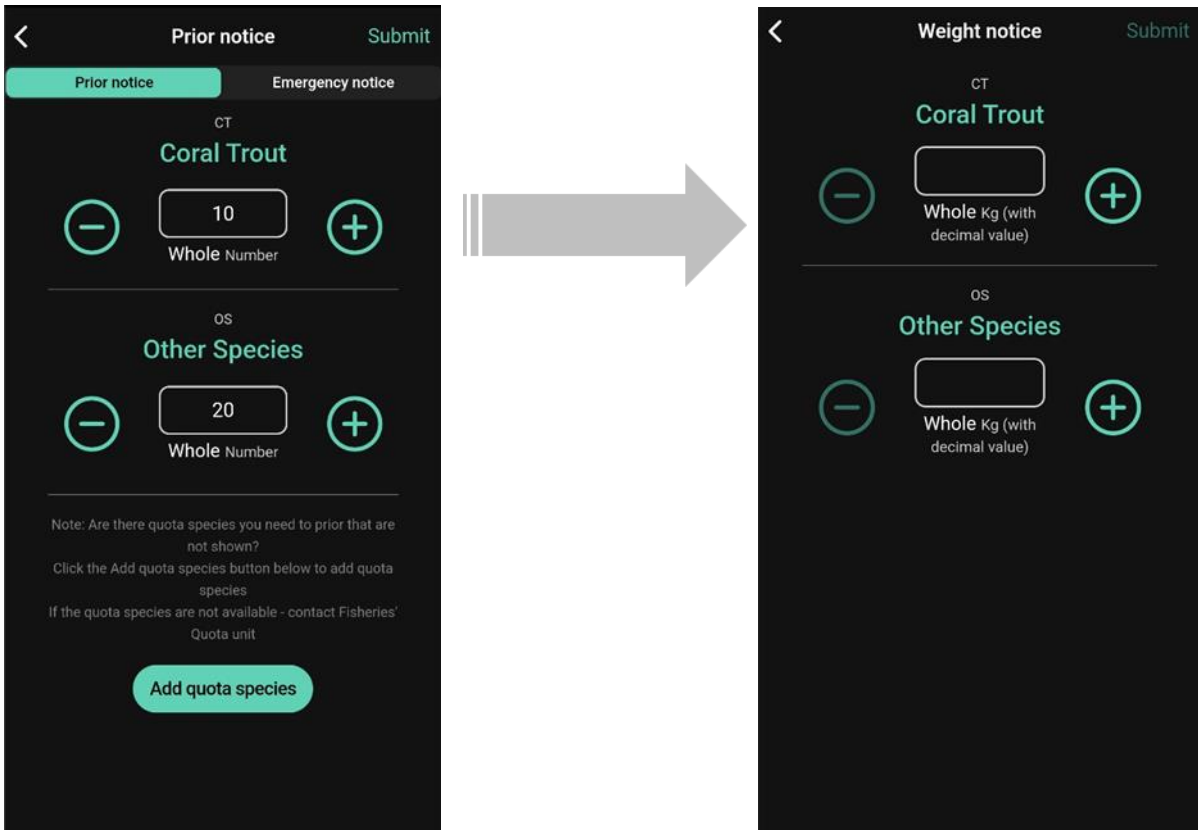 Prior notice
Submit
Prior notice
Emergency notice
CT
Coral Trout
10
Whole Number
OS
Other Species
20
Whole Number
Note: Are there quota species you need to prior that are
not shown?
Click the Add quota species button below to add quota
species
If the quota species are not available - contact Fisheries'
Quota unit
Add quota species
Weight notice
Submit
CT
Coral Trout
Whole Kg (with
decimal value)
OS
Other Species
Whole Kg (with
decimal value)